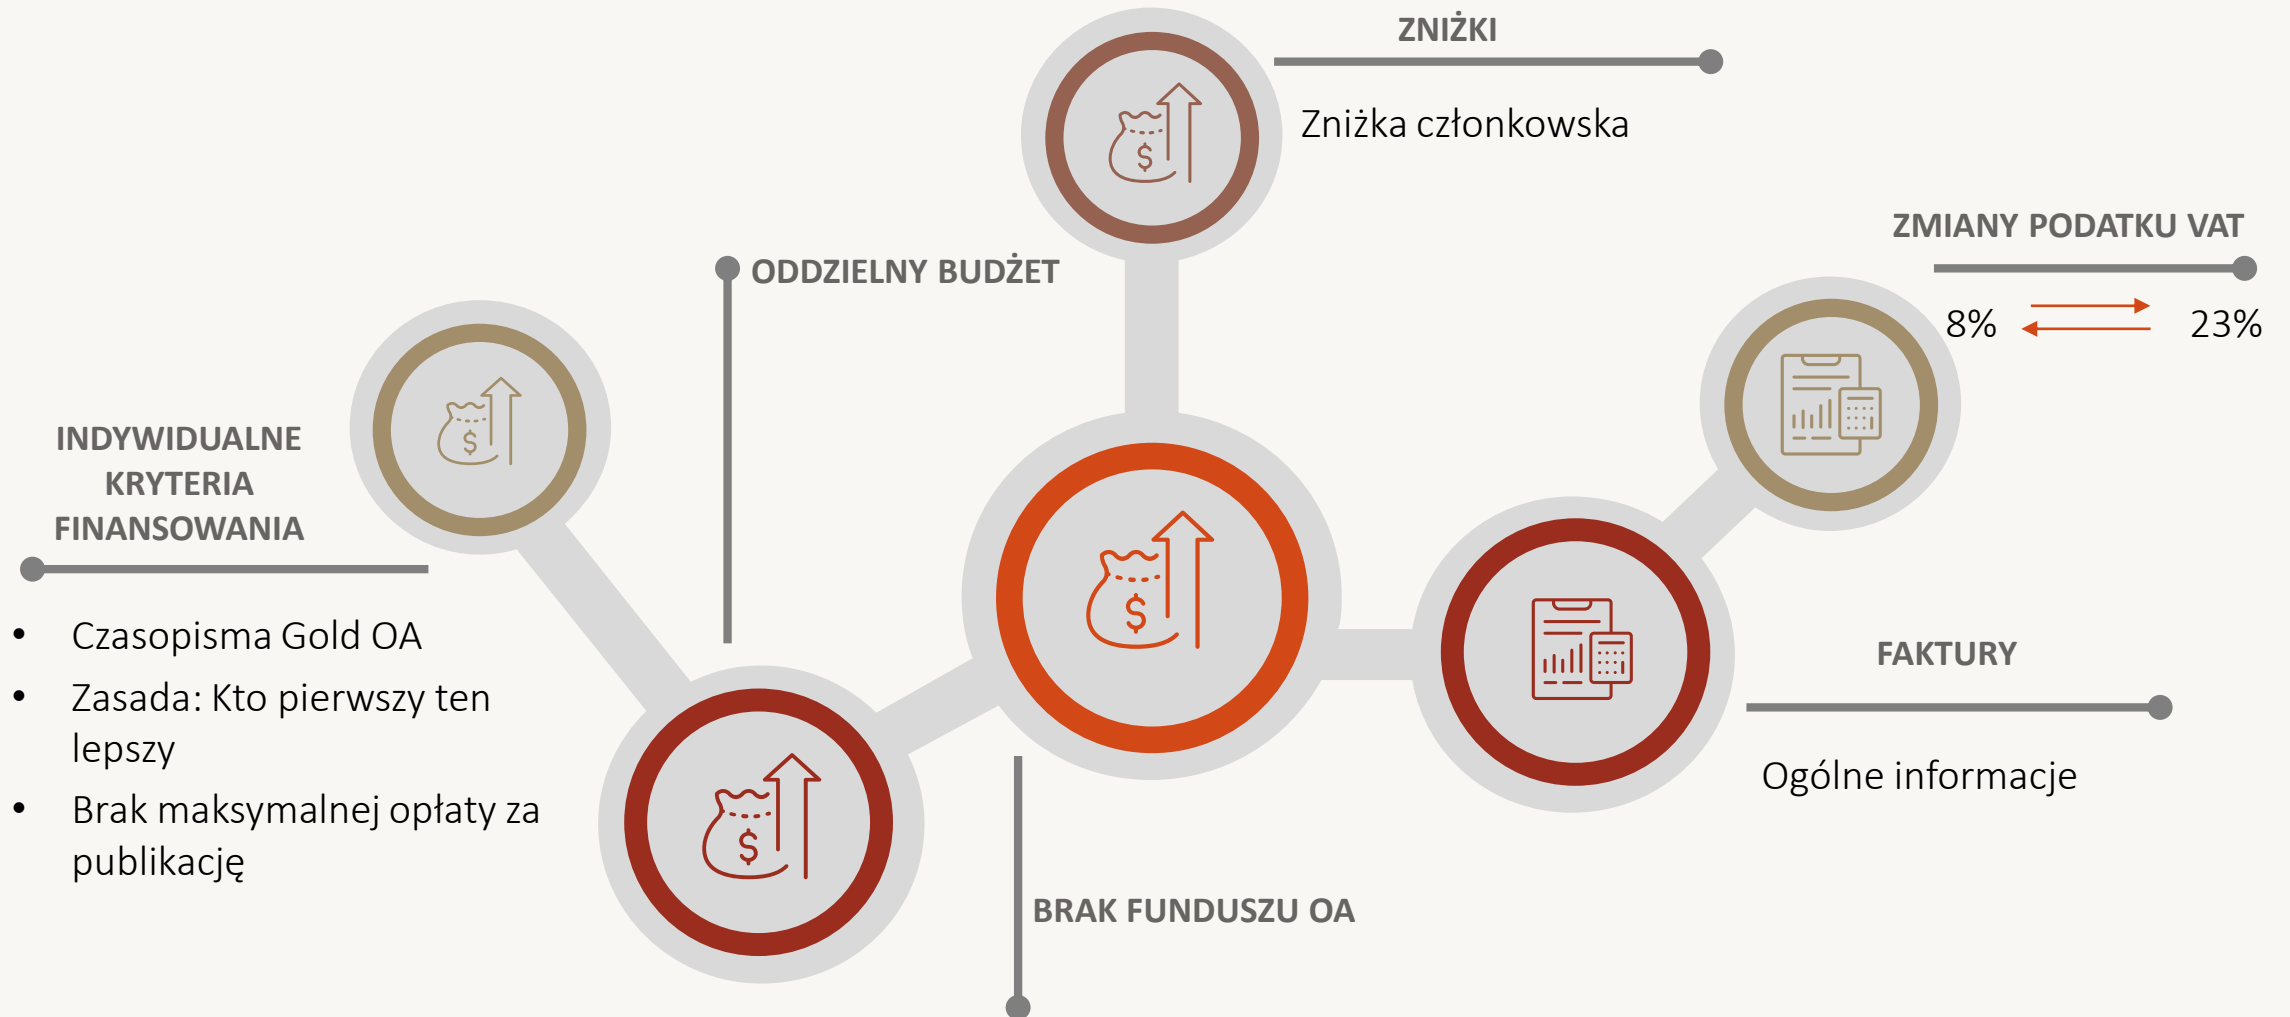 ZNIŻKI
Zniżka członkowska
ZMIANY PODATKU VAT
8% 23%
ODDZIELNY BUDŻET
INDYWIDUALNE
KRYTERIA
FINANSOWANIA
• Czasopisma Gold OA
• Zasada: Kto pierwszy ten
lepszy
• Brak maksymalnej opłaty za
publikację
$
$
$
$
FAKTURY
Ogólne informacje
BRAK FUNDUSZU OA